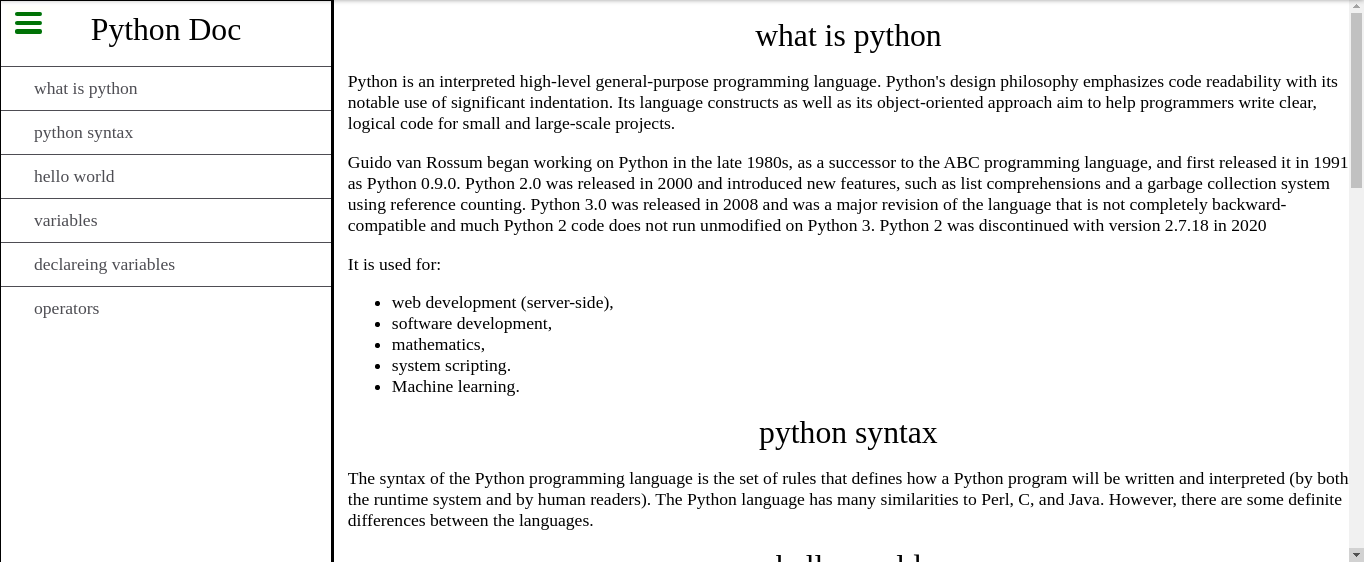 Python Doc
what is python
python syntax
hello world
variables
declareing variables
operators
what is python
Python is an interpreted high-level general-purpose programming language. Python's design philosophy emphasizes code readability with its
notable use of significant indentation. Its language constructs as well as its object-oriented approach aim to help programmers write clear,
logical code for small and large-scale projects.
Guido van Rossum began working on Python in the late 1980s, as a successor to the ABC programming language, and first released it in 1991
as Python 0.9.0. Python 2.0 was released in 2000 and introduced new features, such as list comprehensions and a garbage collection system
using reference counting. Python 3.0 was released in 2008 and was a major revision of the language that is not completely backward-
compatible and much Python 2 code does not run unmodified on Python 3. Python 2 was discontinued with version 2.7.18 in 2020
It is used for:
• web development (server-side),
• software development,
• mathematics,
• system scripting.
• Machine learning.
python syntax
The syntax of the Python programming language is the set of rules that defines how a Python program will be written and interpreted (by both
the runtime system and by human readers). The Python language has many similarities to Perl, C, and Java. However, there are some definite
differences between the languages.